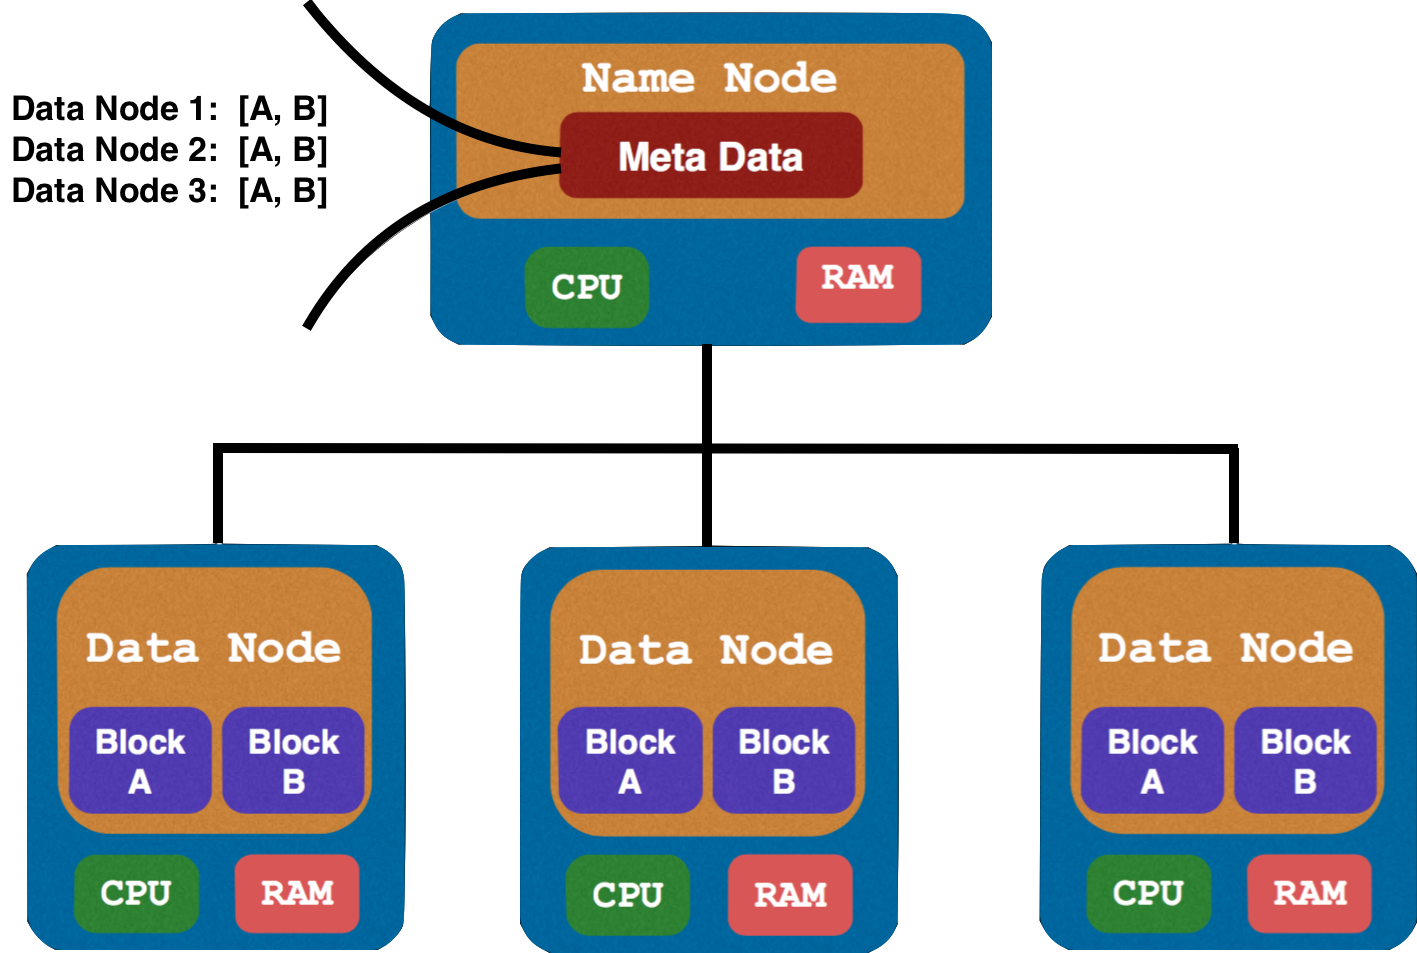 Name Node
Meta Data
Data Node 1: [A, B]
Data Node 2: [A, B]
Data Node 3: [A, B]
CPU
RAM
Data Node
Block
A
Block
B
CPU
RAM
Data Node
Block
A
Block
B
CPU
RAM
Data Node
Block
A
Block
B
CPU
RAM